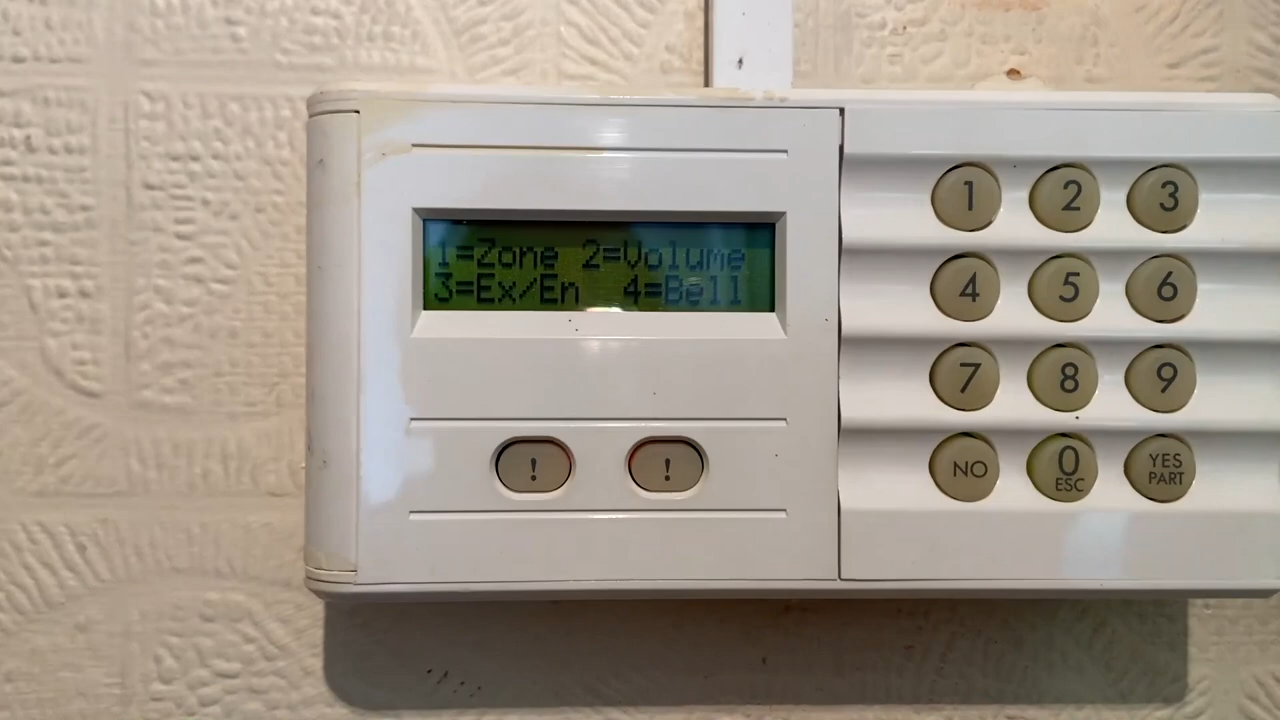 1=Zone 2=Volume
3=Ex/En 4=Bell
! !
1 2 3
4 5 6
7 8 9
NO 0 ESC YES PART